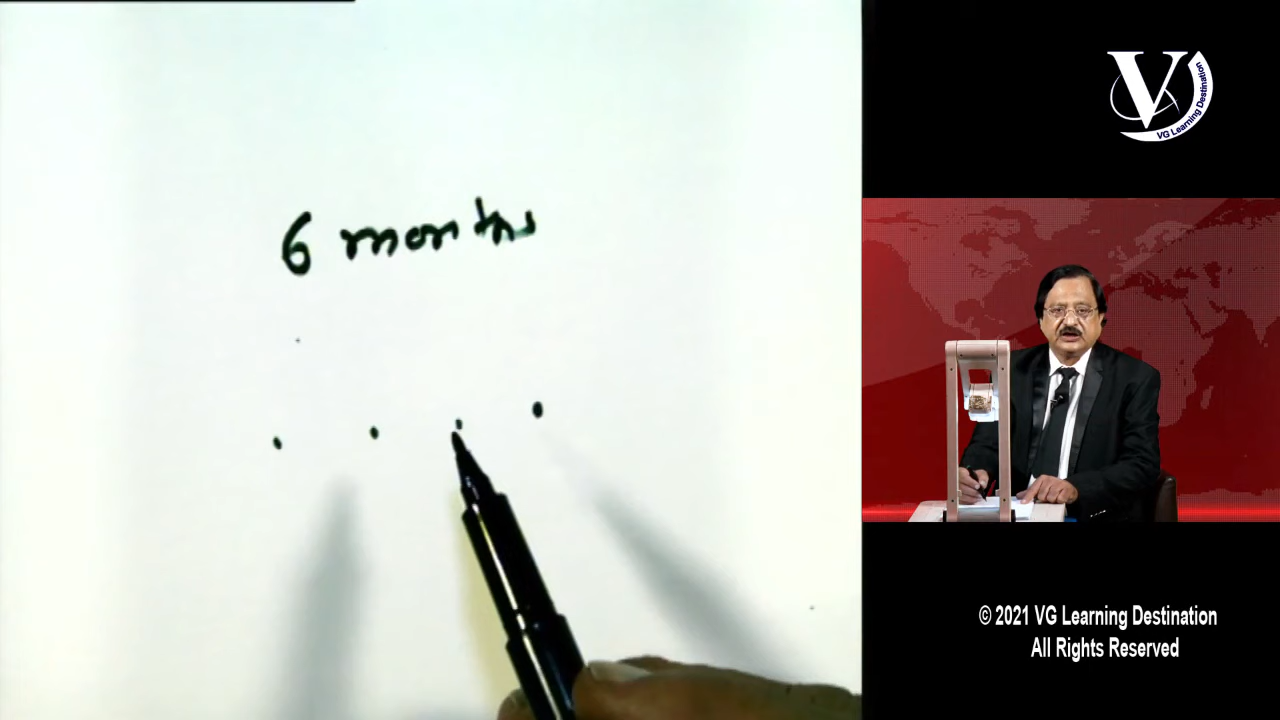 6 months
V
VG Learning Destination
© 2021 VG Learning Destination
All Rights Reserved